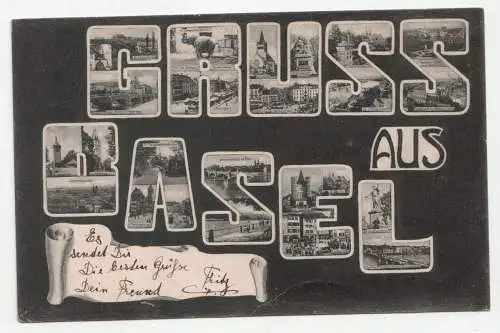 GRUSS
AUS
BASEL
Es
sendet Dir
Die besten Grüße
Dein Freund Fritz